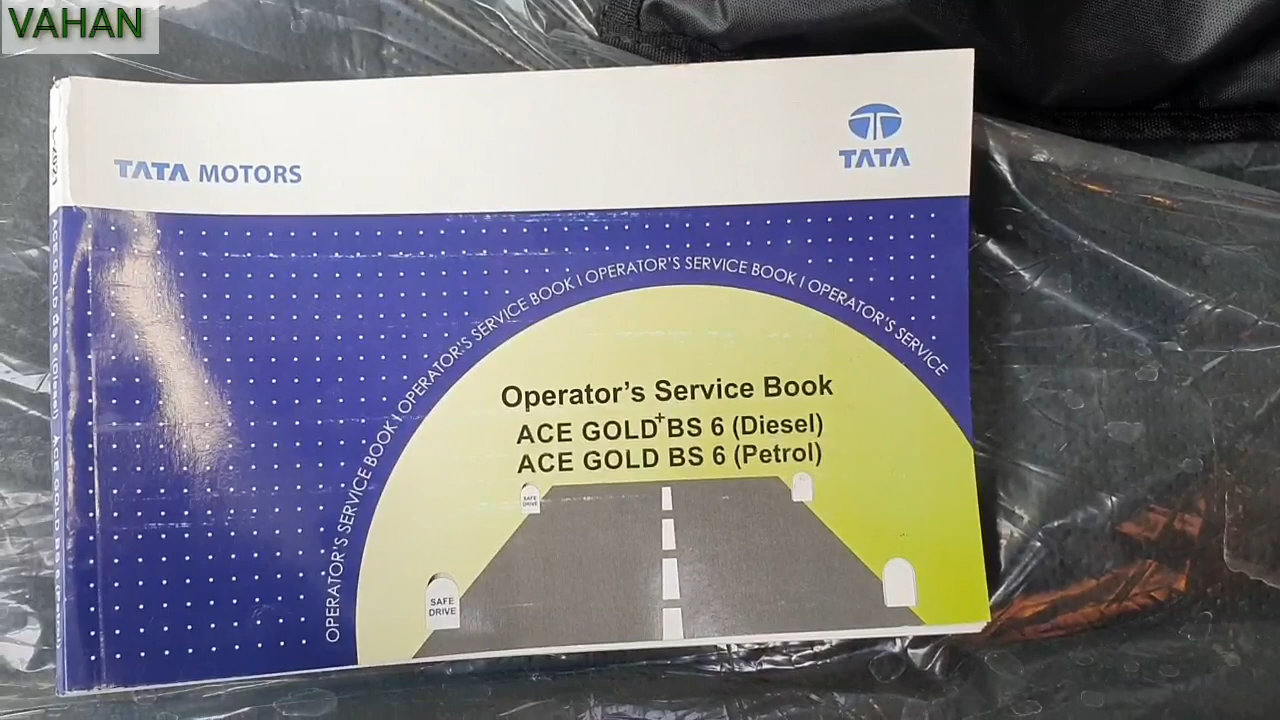 VAHAN
TATA MOTORS
TATA
OPERATOR'S SERVICE BOOK | OPERATOR'S SERVICE BOOK | OPERATOR'S SERVICE BOOK | OPERATOR'S SERVICE
Operator's Service Book
ACE GOLD+ BS 6 (Diesel)
ACE GOLD BS 6 (Petrol)
SAFE
DRIVE
SAFE
DRIVE